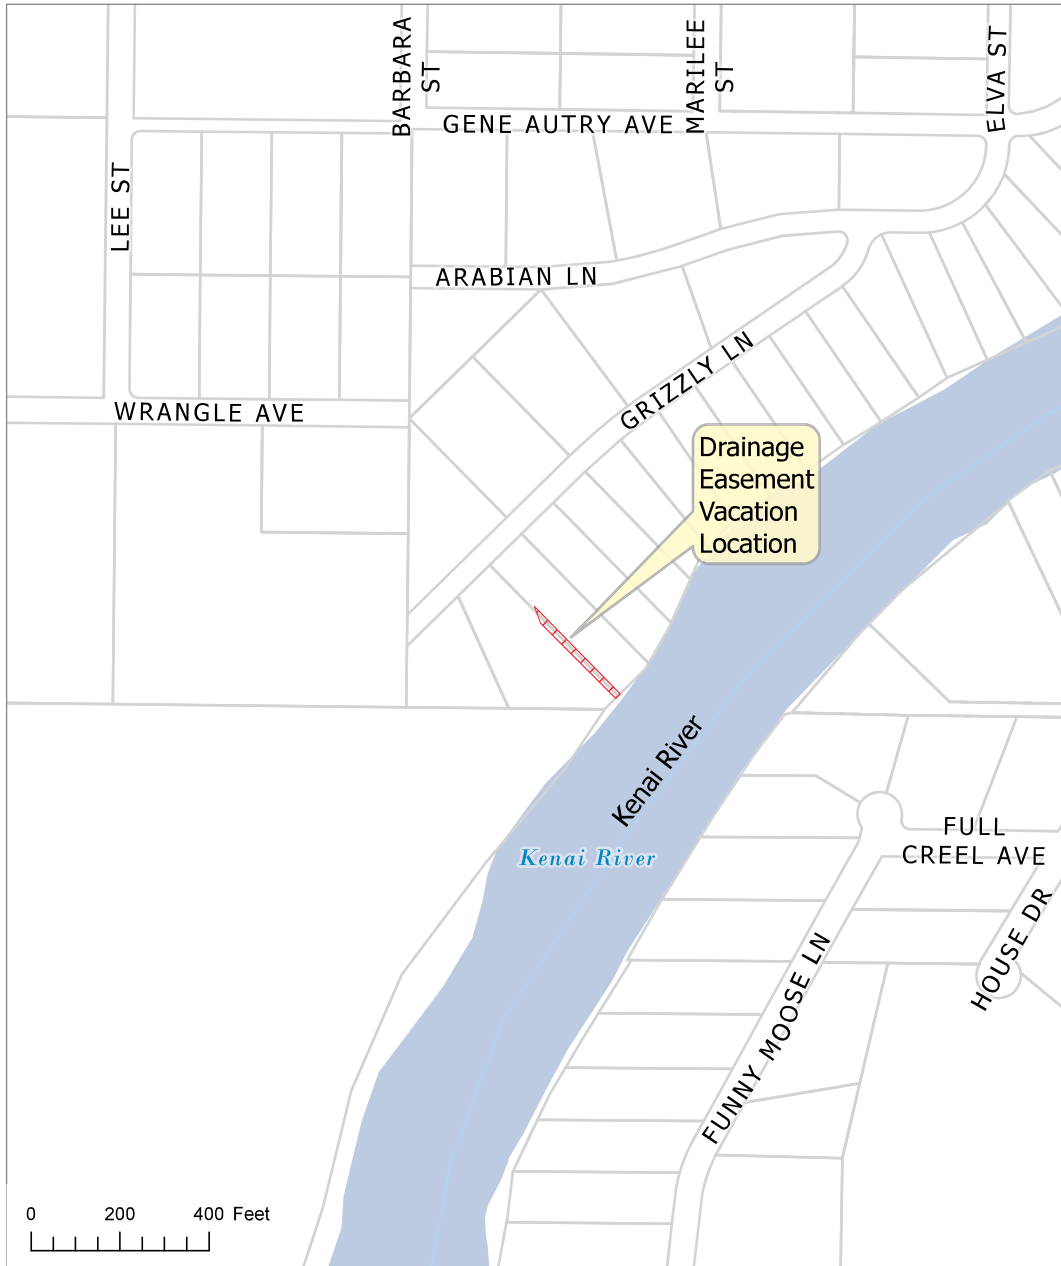 BARBARA
ST
MARILEE
ST
ELVA ST
GENE AUTRY AVE
LEE ST
ARABIAN LN
GRIZZLY LN
WRANGLE AVE
Drainage
Easement
Vacation
Location
Kenai River
Kenai River
FULL
CREEL AVE
HOUSE DR
FUNNY MOOSE LN
0 200 400 Feet